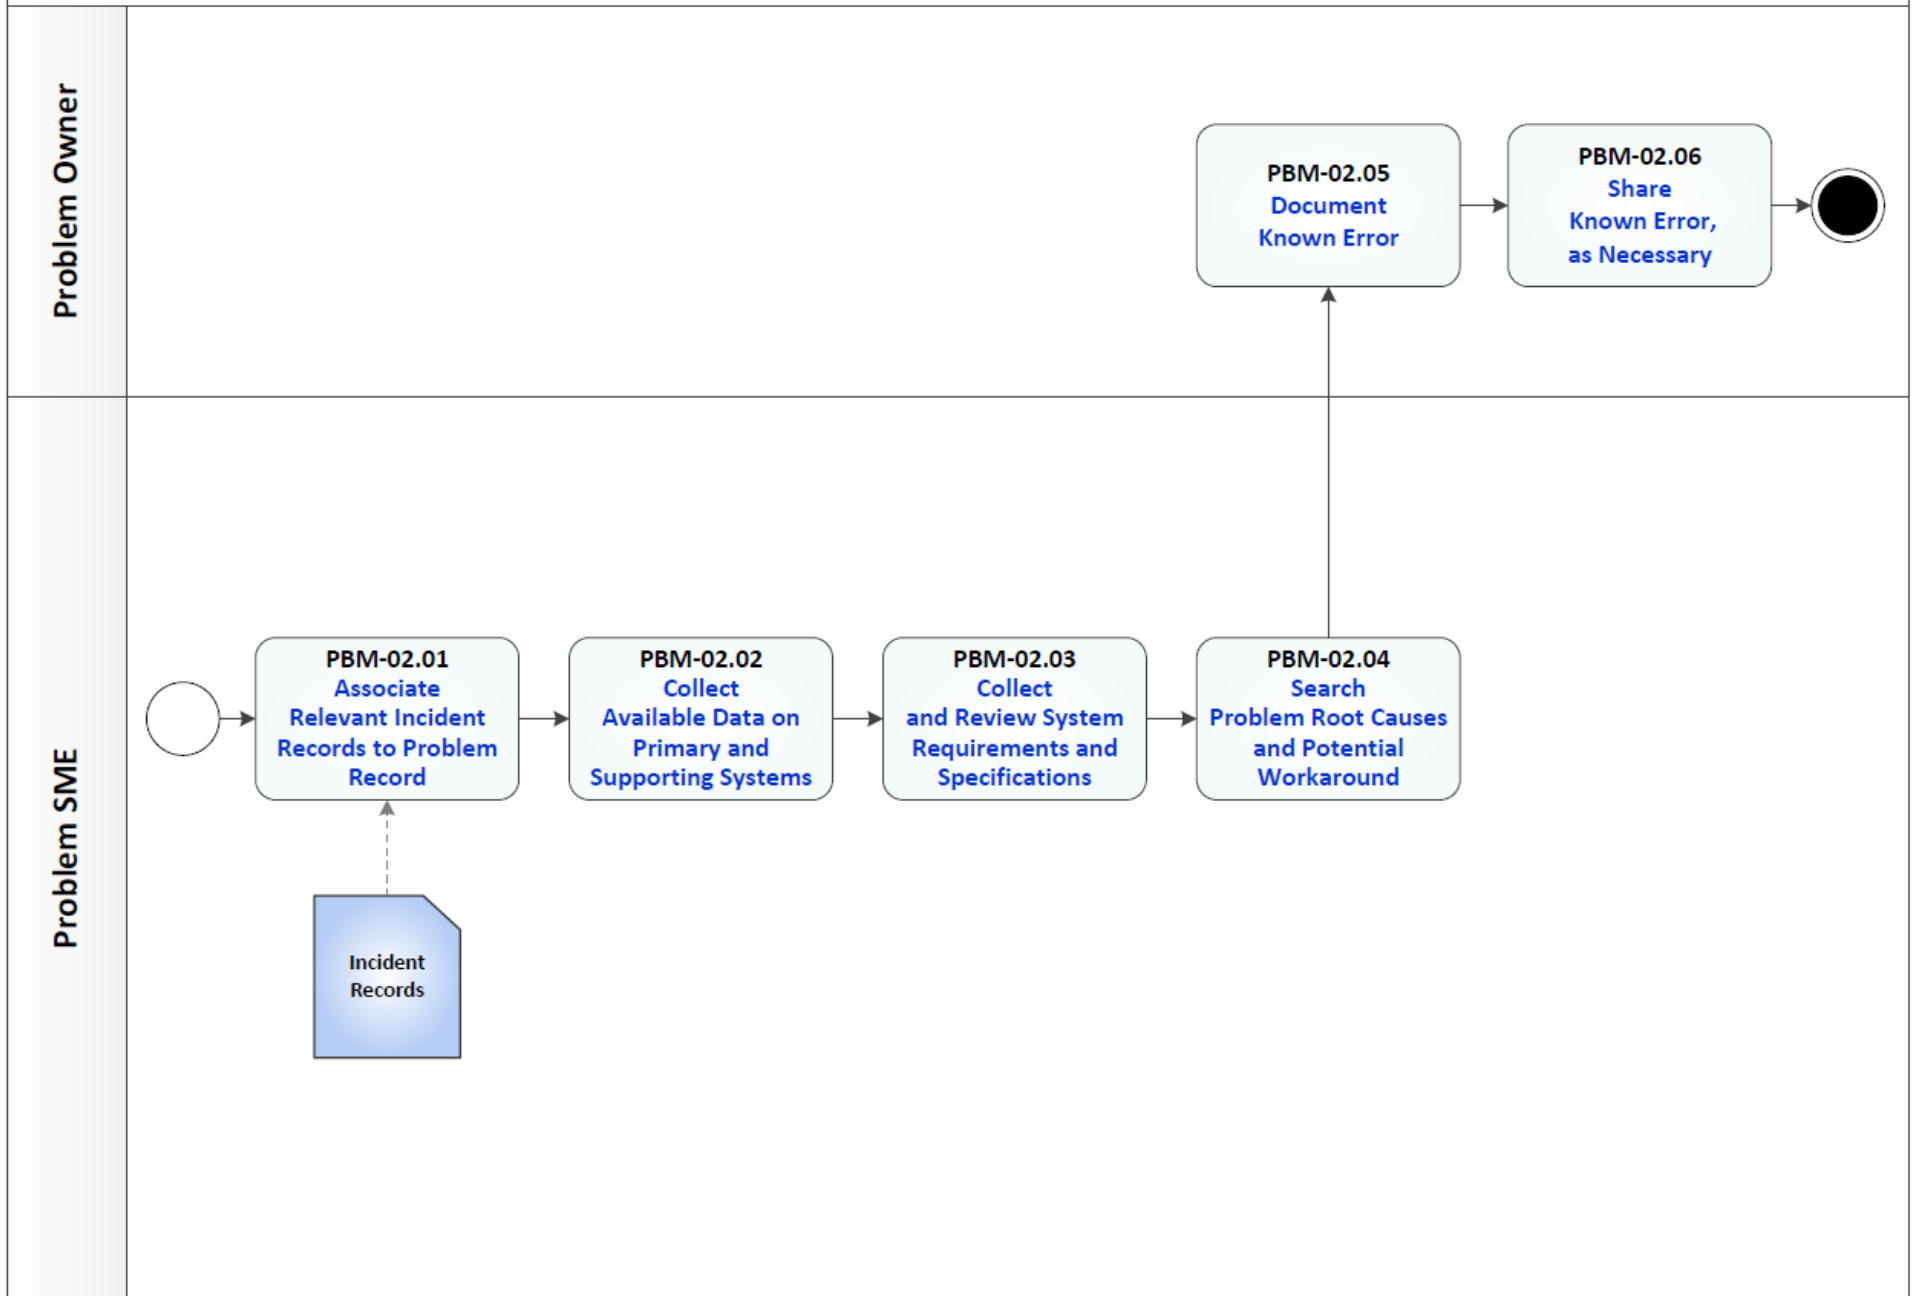 Problem Owner
PBM-02.05
Document
Known Error
PBM-02.06
Share
Known Error,
as Necessary
Problem SME
PBM-02.01
Associate
Relevant Incident
Records to Problem
Record
PBM-02.02
Collect
Available Data on
Primary and
Supporting Systems
PBM-02.03
Collect
and Review System
Requirements and
Specifications
PBM-02.04
Search
Problem Root Causes
and Potential
Workaround
Incident
Records